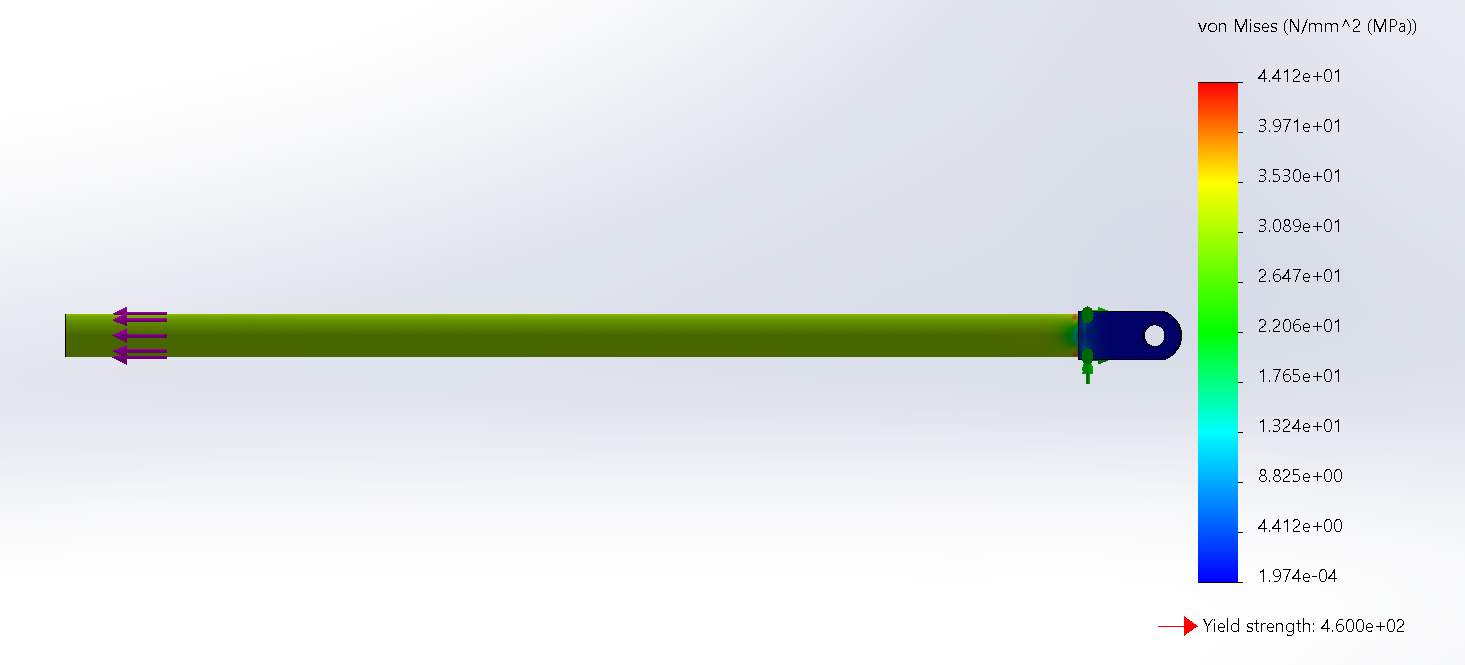 von Mises (N/mm^2 (MPa))
4.412e+01
3.971e+01
3.530e+01
3.089e+01
2.647e+01
2.206e+01
1.765e+01
1.324e+01
8.825e+00
4.412e+00
1.974e-04
Yield strength: 4.600e+02